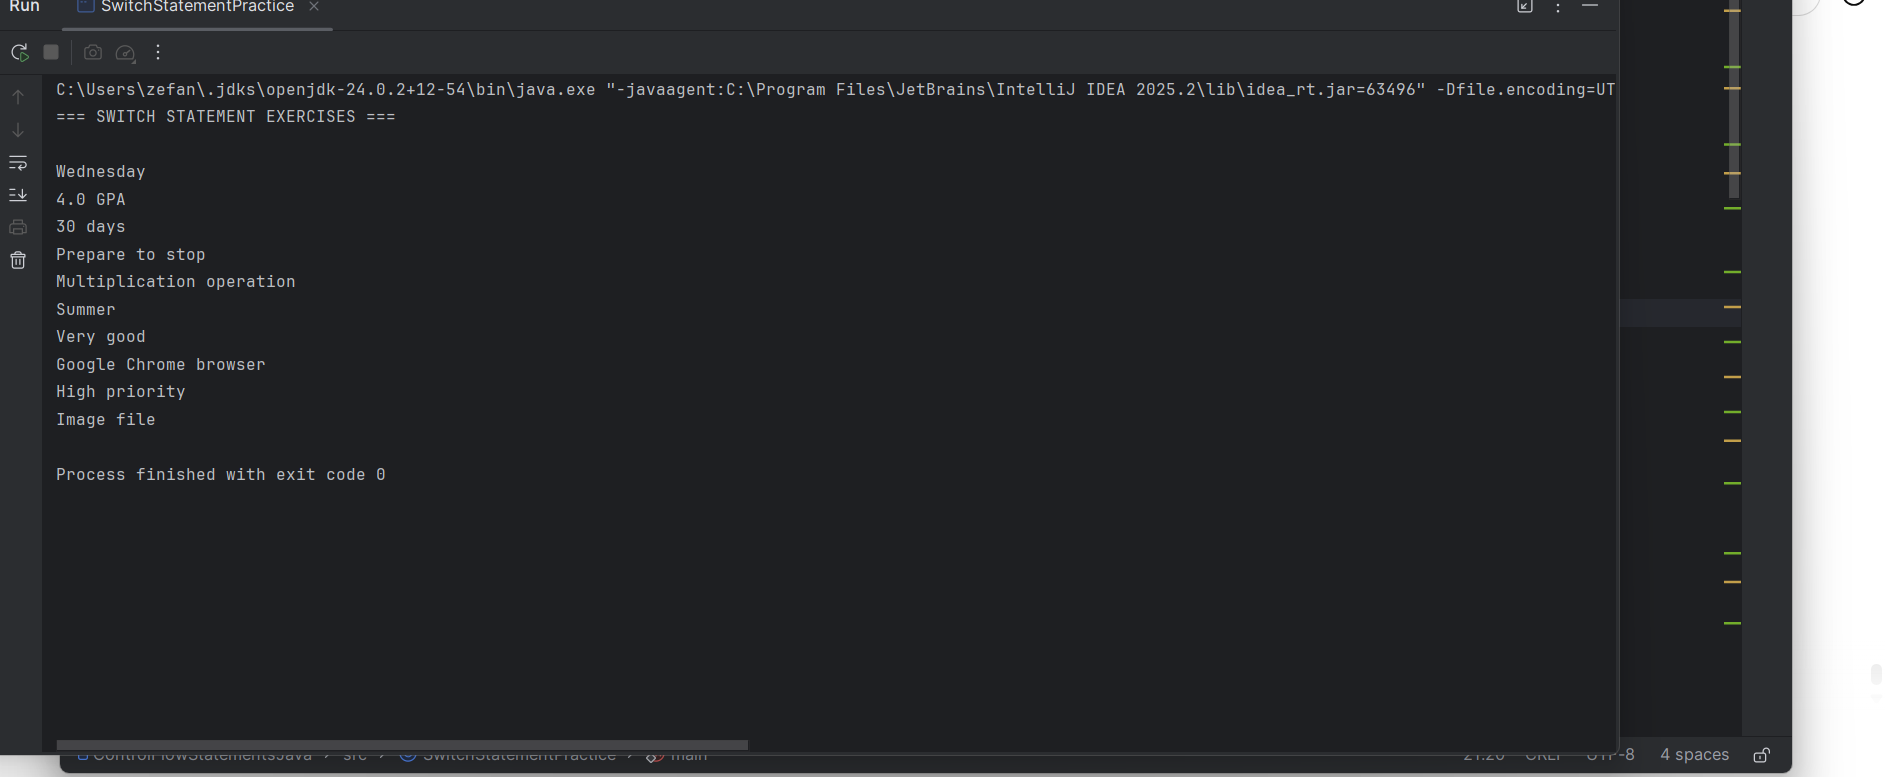 Run SwitchStatementPractice
C:\Users\zefan\.jdks\openjdk-24.0.2+12-54\bin\java.exe "-javaagent:C:\Program Files\JetBrains\IntelliJ IDEA 2025.2\lib\idea_rt.jar=63496" -Dfile.encoding=UT
=== SWITCH STATEMENT EXERCISES ===
Wednesday
4.0 GPA
30 days
Prepare to stop
Multiplication operation
Summer
Very good
Google Chrome browser
High priority
Image file
Process finished with exit code 0
ControlFlowStatementsJava src SwitchStatementPractice main CRLF UTF-8 4 spaces